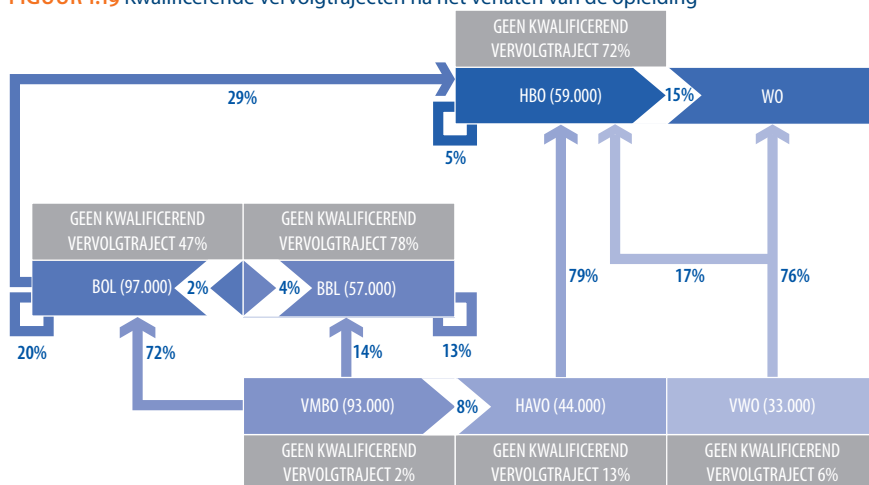 FIGUUR 1.19 Kwalificerende vervolgtrajecten na het verlaten van de opleiding
GEEN KWALIFICEREND
VERVOLGTRAJECT 72%
29%
HBO (59.000)
15%
WO
5%
GEEN KWALIFICEREND
VERVOLGTRAJECT 47%
GEEN KWALIFICEREND
VERVOLGTRAJECT 78%
79%
17%
76%
BOL (97.000)
2%
4%
BBL (57.000)
20%
72%
14%
13%
VMBO (93.000)
8%
HAVO (44.000)
VWO (33.000)
GEEN KWALIFICEREND
VERVOLGTRAJECT 2%
GEEN KWALIFICEREND
VERVOLGTRAJECT 13%
GEEN KWALIFICEREND
VERVOLGTRAJECT 6%